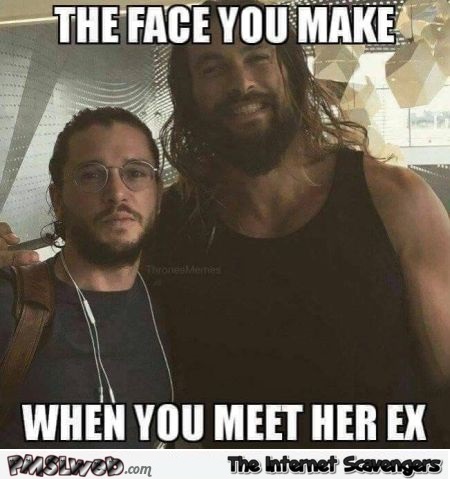 THE FACE YOU MAKE
ThronesMemes
WHEN YOU MEET HER EX
PMSLweb.com
The Internet Scavengers